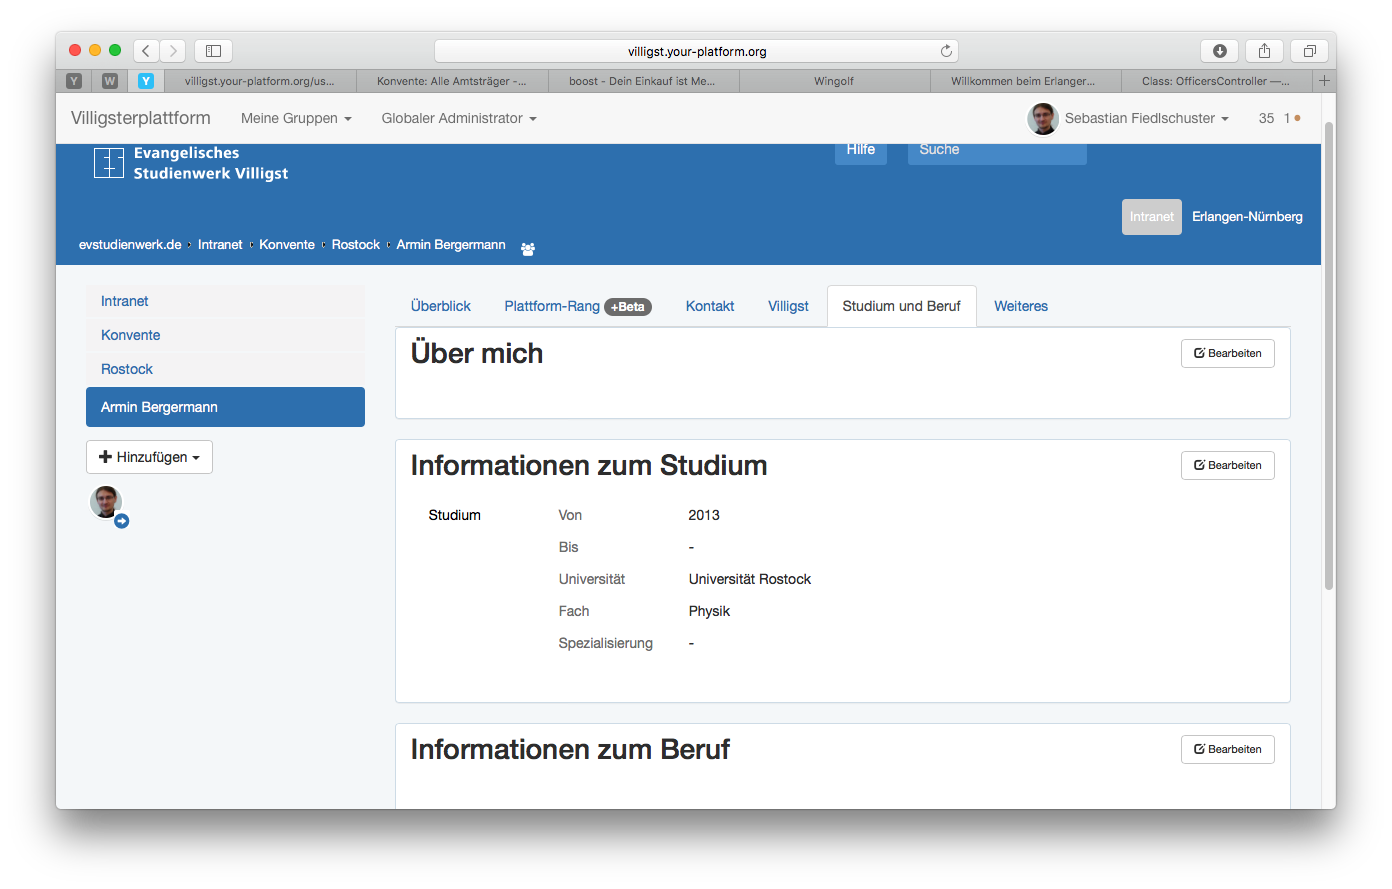 villigst.your-platform.org
Y
W
Y
villigst.your-platform.org/us...
Konvente: Alle Amtsträger -...
boost - Dein Einkauf ist Me...
Wingolf
Willkommen beim Erlanger...
Class: OfficersController —...
Villigsterplattform
Meine Gruppen
Globaler Administrator
Sebastian Fiedlschuster
35
1
Evangelisches
Studienwerk Villigst
Hilfe
Suche
Intranet
Erlangen-Nürnberg
evstudienwerk.de
Intranet
Konvente
Rostock
Armin Bergermann
Intranet
Konvente
Rostock
Armin Bergermann
Hinzufügen
Überblick
Plattform-Rang +Beta
Kontakt
Villigst
Studium und Beruf
Weiteres
Über mich
Bearbeiten
Informationen zum Studium
Bearbeiten
Studium
Von 2013
Bis -
Universität Universität Rostock
Fach Physik
Spezialisierung -
Informationen zum Beruf
Bearbeiten